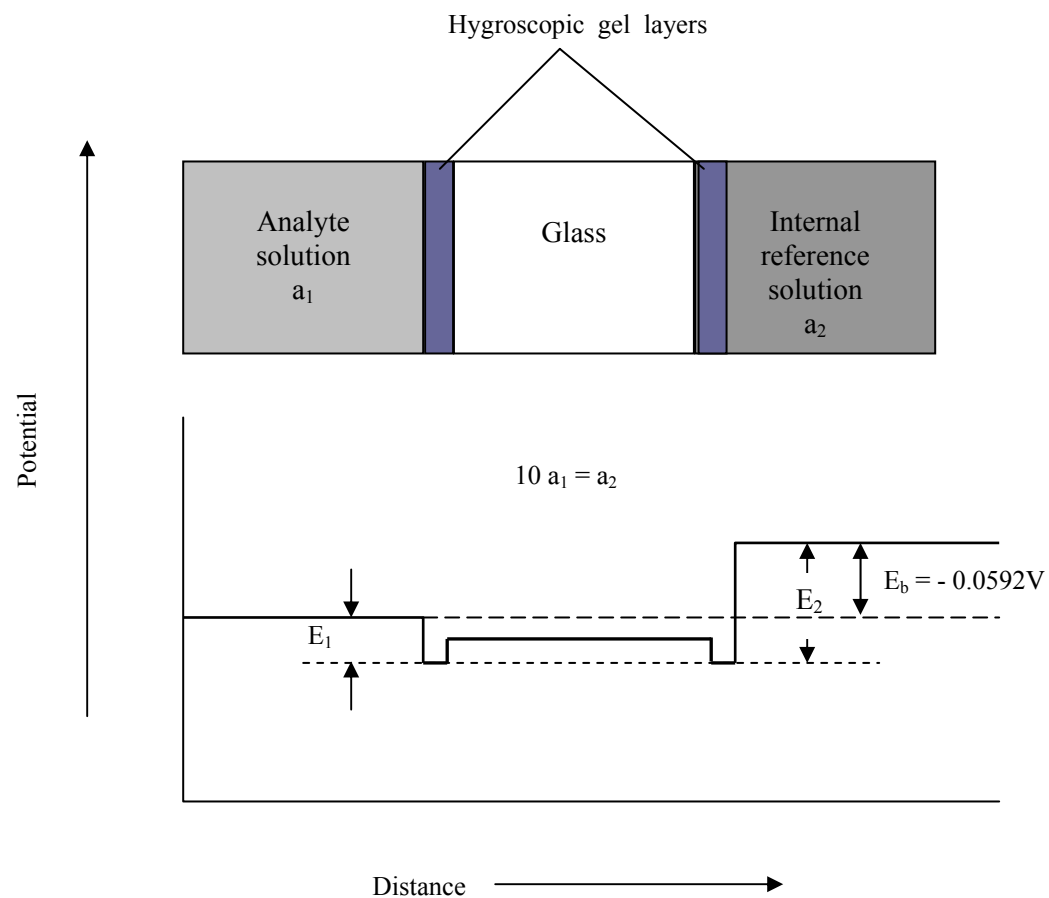 Hygroscopic gel layers
Analyte
solution
a₁
Glass
Internal
reference
solution
a₂
Potential
10 a₁ = a₂
E₁
E₂
E_b = - 0.0592V
Distance